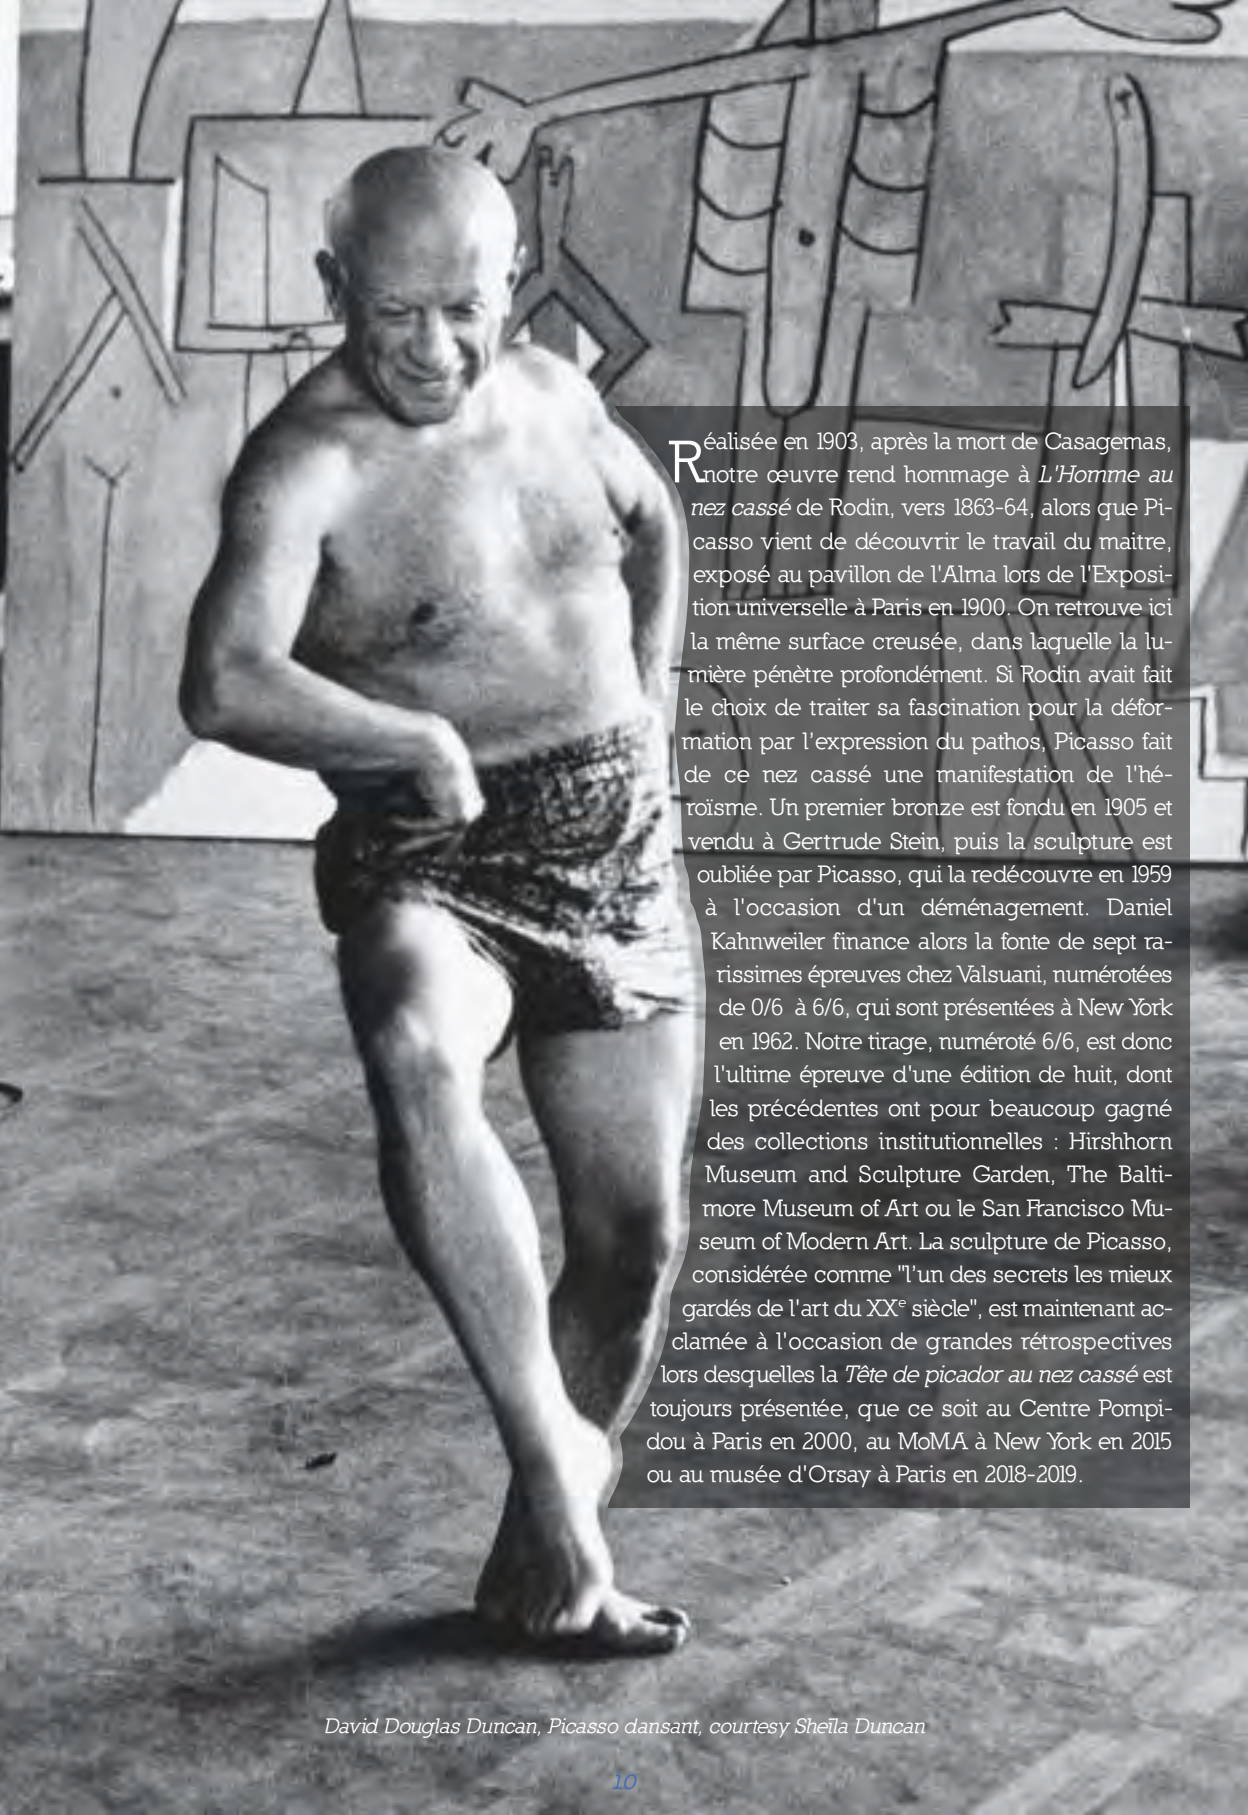 Réalisée en 1903, après la mort de Casagemas,
notre œuvre rend hommage à L'Homme au
nez cassé de Rodin, vers 1863-64, alors que Pi-
casso vient de découvrir le travail du maitre,
exposé au pavillon de l'Alma lors de l'Exposi-
tion universelle à Paris en 1900. On retrouve ici
la même surface creusée, dans laquelle la lu-
mière pénètre profondément. Si Rodin avait fait
le choix de traiter sa fascination pour la défor-
mation par l’expression du pathos, Picasso fait
de ce nez cassé une manifestation de l'hé-
roïsme. Un premier bronze est fondu en 1905 et
vendu à Gertrude Stein, puis la sculpture est
oubliée par Picasso, qui la redécouvre en 1959
à l'occasion d'un déménagement. Daniel
Kahnweiler finance alors la fonte de sept ra-
rissimes épreuves chez Valsuani, numérotées
de 0/6 à 6/6, qui sont présentées à New York
en 1962. Notre tirage, numéroté 6/6, est donc
l'ultime épreuve d'une édition de huit, dont
les précédentes ont pour beaucoup gagné
des collections institutionnelles : Hirshhorn
Museum and Sculpture Garden, The Balti-
more Museum of Art ou le San Francisco Mu-
seum of Modern Art. La sculpture de Picasso,
considérée comme "l’un des secrets les mieux
gardés de l'art du XXe siècle", est maintenant ac-
clamée à l'occasion de grandes rétrospectives
lors desquelles la Tête de picador au nez cassé est
toujours présentée, que ce soit au Centre Pompi-
dou à Paris en 2000, au MoMA à New York en 2015
ou au musée d'Orsay à Paris en 2018-2019.
David Douglas Duncan, Picasso dansant, courtesy Sheïla Duncan
10